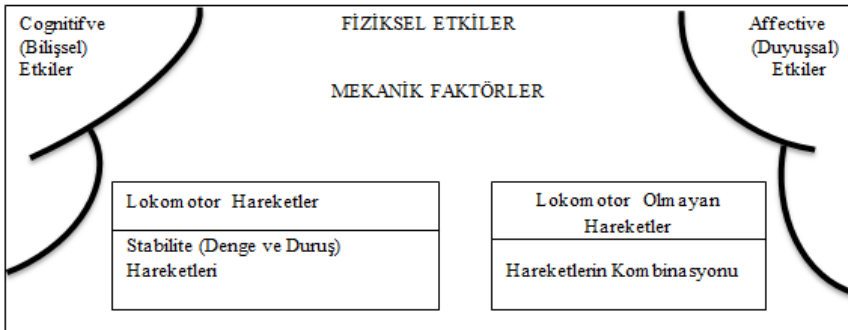 Cognitifve
(Bilişsel)
Etkiler
FİZİKSEL ETKİLER
MEKANİK FAKTÖRLER
Affective
(Duyuşsal)
Etkiler
Lokomotor Hareketler
Stabilite (Denge ve Duruş)
Hareketleri
Lokomotor Olmayan
Hareketler
Hareketlerin Kombinasyonu